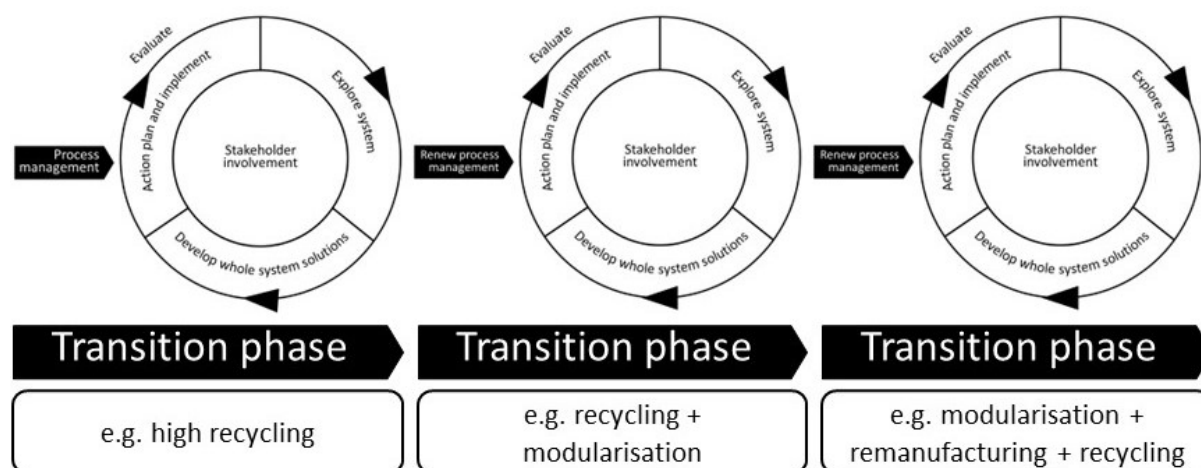 Evaluate
Action plan and implement
Explore system
Stakeholder
involvement
Process
management
Develop whole system solutions
Evaluate
Action plan and implement
Explore system
Stakeholder
involvement
Renew process
management
Develop whole system solutions
Evaluate
Action plan and implement
Explore system
Stakeholder
involvement
Renew process
management
Develop whole system solutions
Transition phase
Transition phase
Transition phase
e.g. high recycling
e.g. recycling +
modularisation
e.g. modularisation +
remanufacturing + recycling